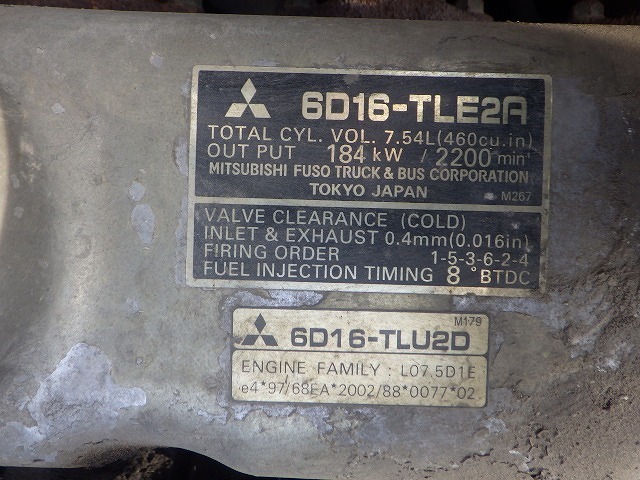 6D16-TLE2A
TOTAL CYL. VOL. 7.54L(460cu.in)
OUT PUT 184 kW / 2200 min⁻¹
MITSUBISHI FUSO TRUCK & BUS CORPORATION
TOKYO JAPAN
M267
VALVE CLEARANCE (COLD)
INLET & EXHAUST 0.4mm(0.016in)
FIRING ORDER 1-5-3-6-2-4
FUEL INJECTION TIMING 8° BTDC
M179
6D16-TLU2D
ENGINE FAMILY : L07.5D1E
e4*97/68EA*2002/88*0077*02